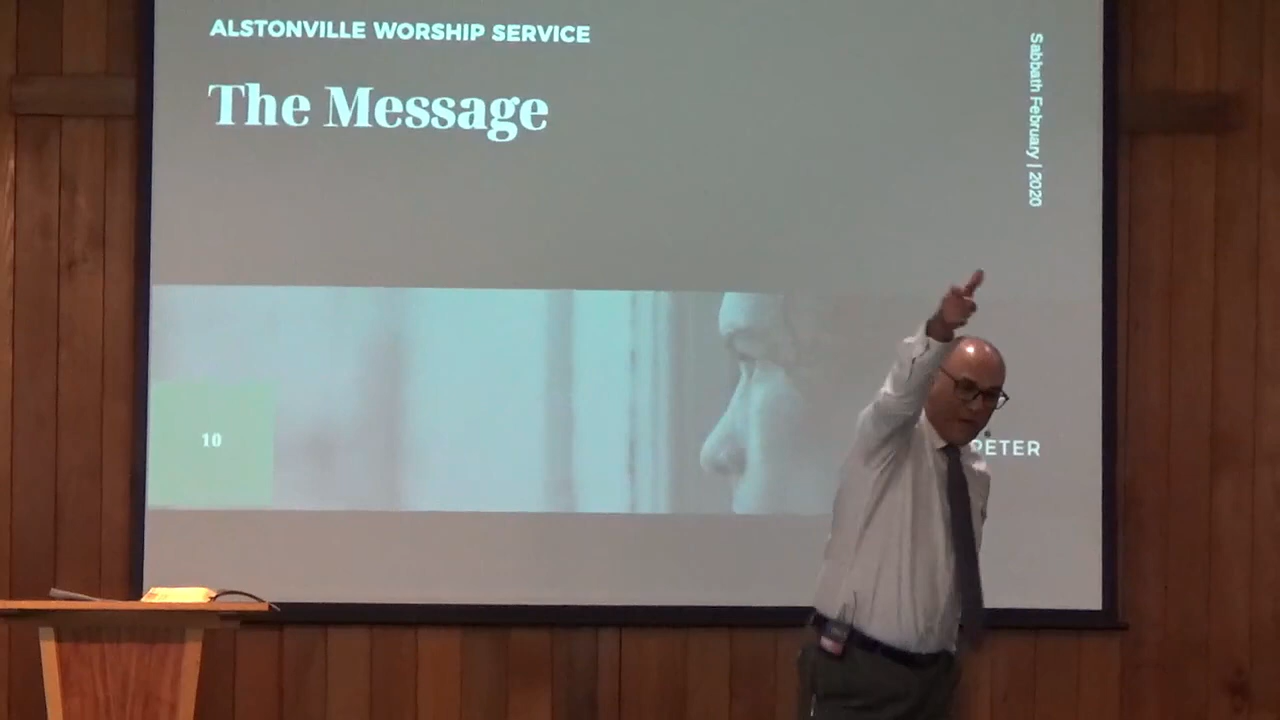 ALSTONVILLE WORSHIP SERVICE
The Message
Sabbath February | 2020
10
PETER